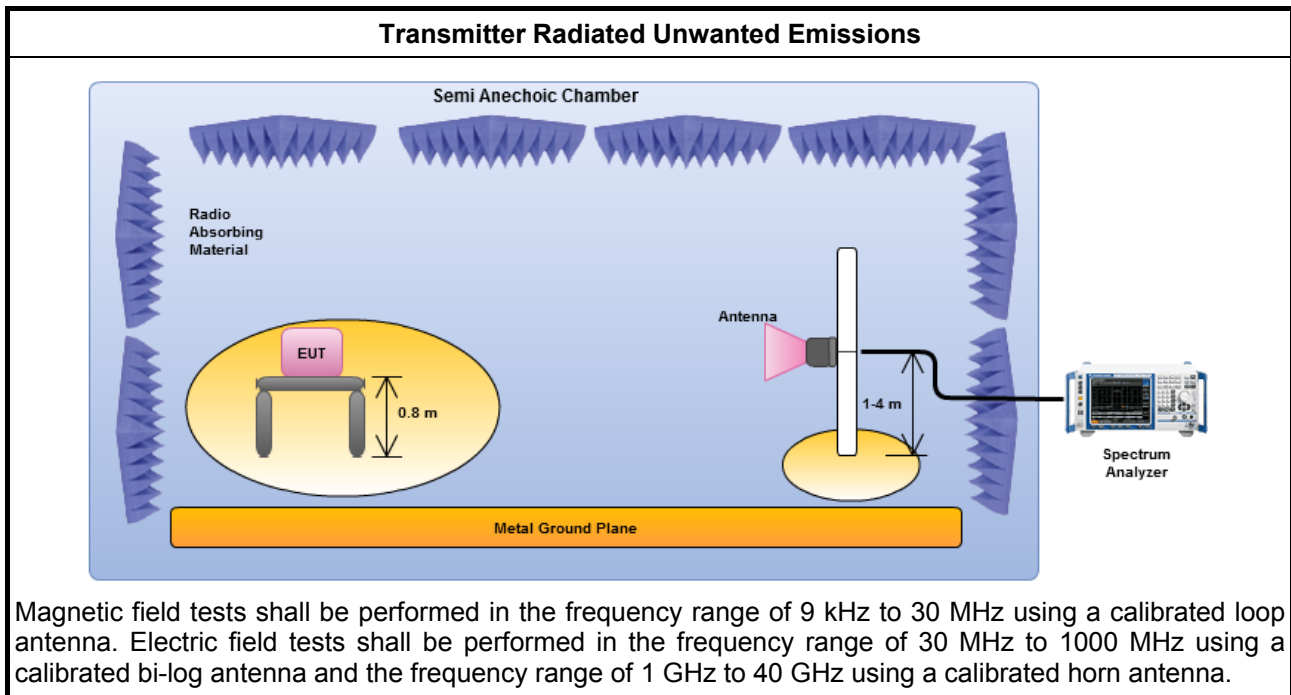 Transmitter Radiated Unwanted Emissions
Semi Anechoic Chamber
Radio
Absorbing
Material
Antenna
EUT
0.8 m
1-4 m
Spectrum
Analyzer
Metal Ground Plane
Magnetic field tests shall be performed in the frequency range of 9 kHz to 30 MHz using a calibrated loop
antenna. Electric field tests shall be performed in the frequency range of 30 MHz to 1000 MHz using a
calibrated bi-log antenna and the frequency range of 1 GHz to 40 GHz using a calibrated horn antenna.